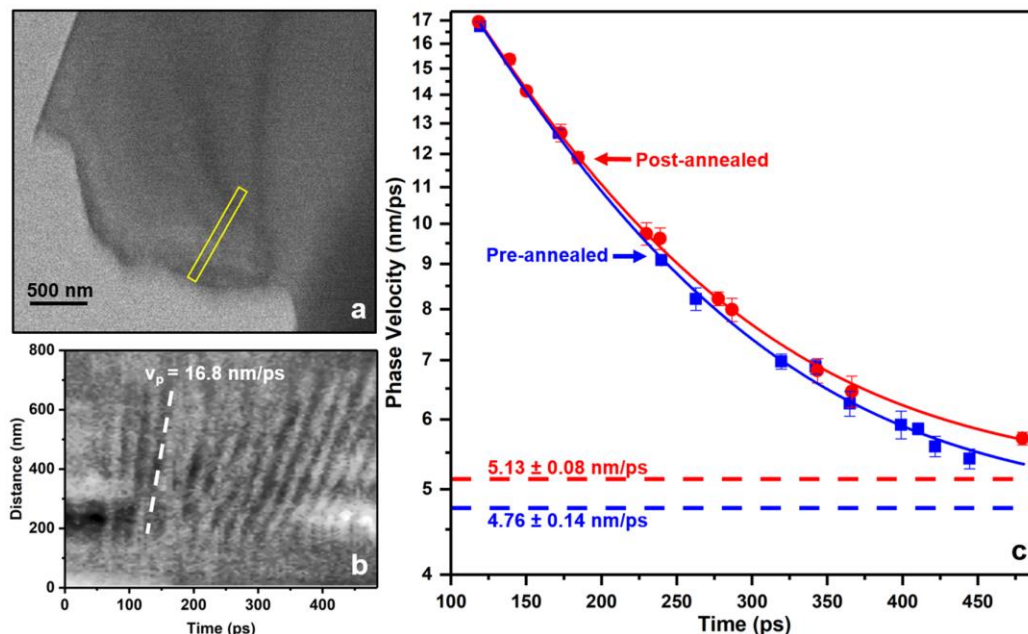 500 nm
a
800
600
400
200
0
Distance (nm)
vp = 16.8 nm/ps
b
0
100
200
300
400
Time (ps)
17
16
15
14
13
12
11
10
9
8
7
6
5
4
Phase Velocity (nm/ps)
Post-annealed
Pre-annealed
5.13 ± 0.08 nm/ps
4.76 ± 0.14 nm/ps
c
100
150
200
250
300
350
400
450
Time (ps)